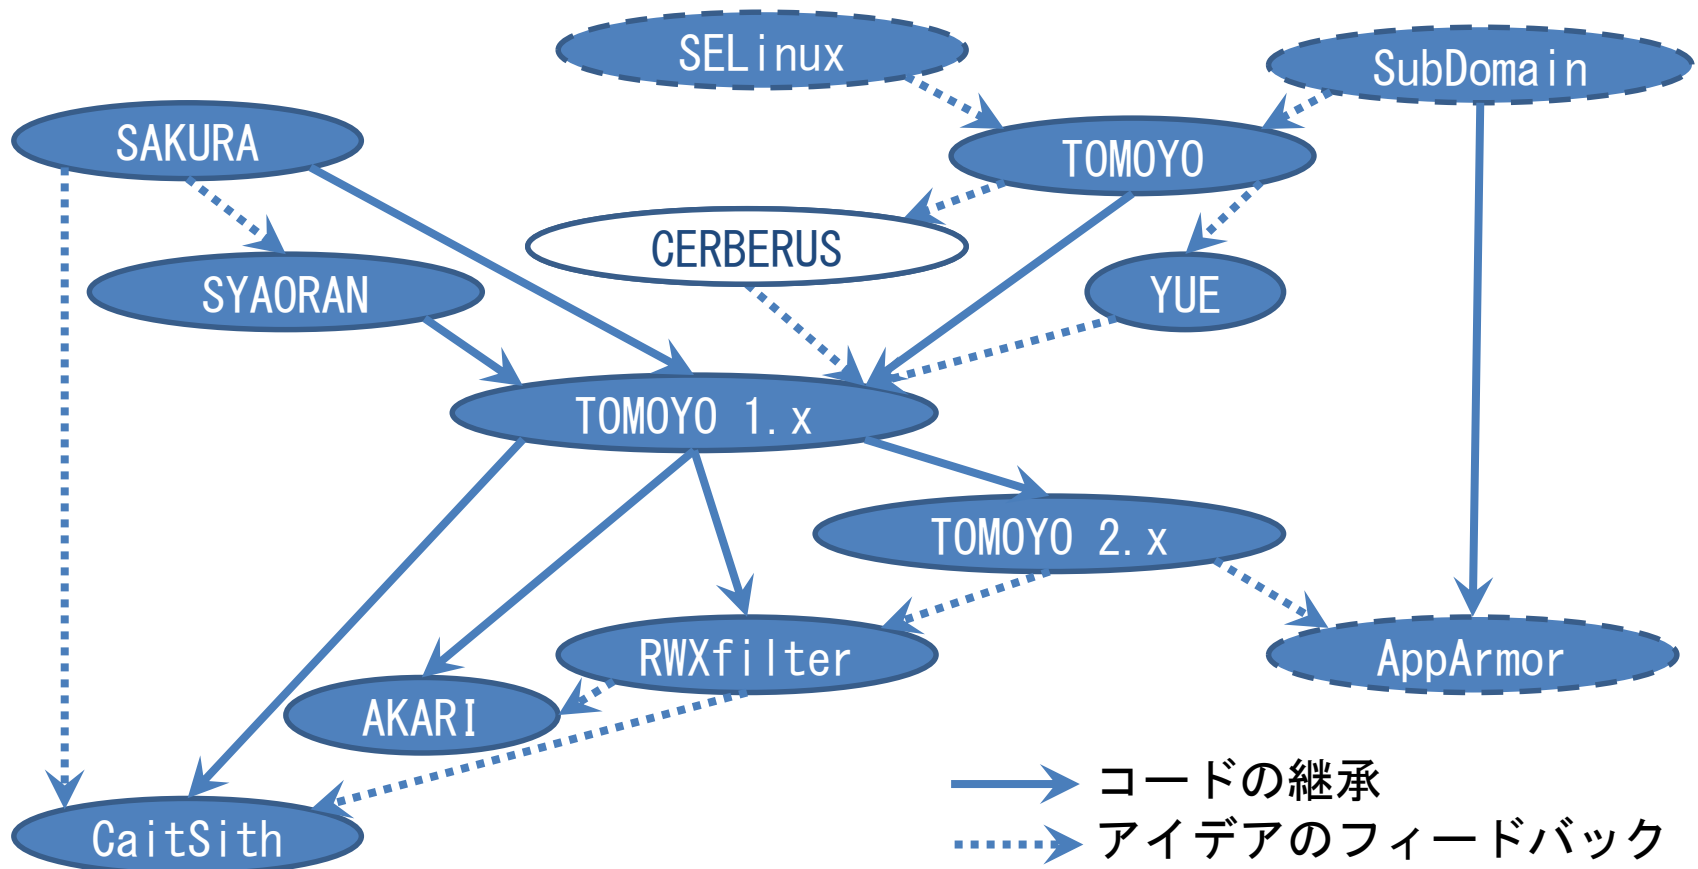 SELinux
SubDomain
SAKURA
TOMOYO
CERBERUS
SYAORAN
YUE
TOMOYO 1.x
TOMOYO 2.x
RWXfilter
AppArmor
AKARI
コードの継承
CaitSith
アイデアのフィードバック